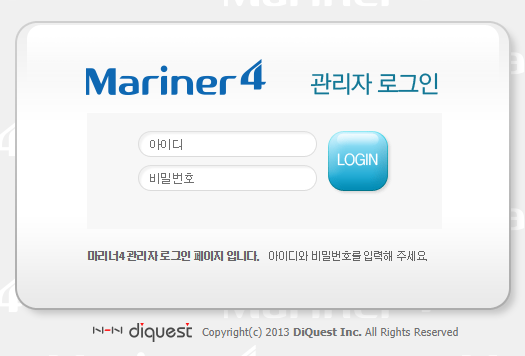 Mariner4 관리자 로그인
아이디
LOGIN
비밀번호
마리너4 관리자 로그인 페이지 입니다. 아이디와 비밀번호를 입력해 주세요.
diquest Copyright(c) 2013 DiQuest Inc. All Rights Reserved